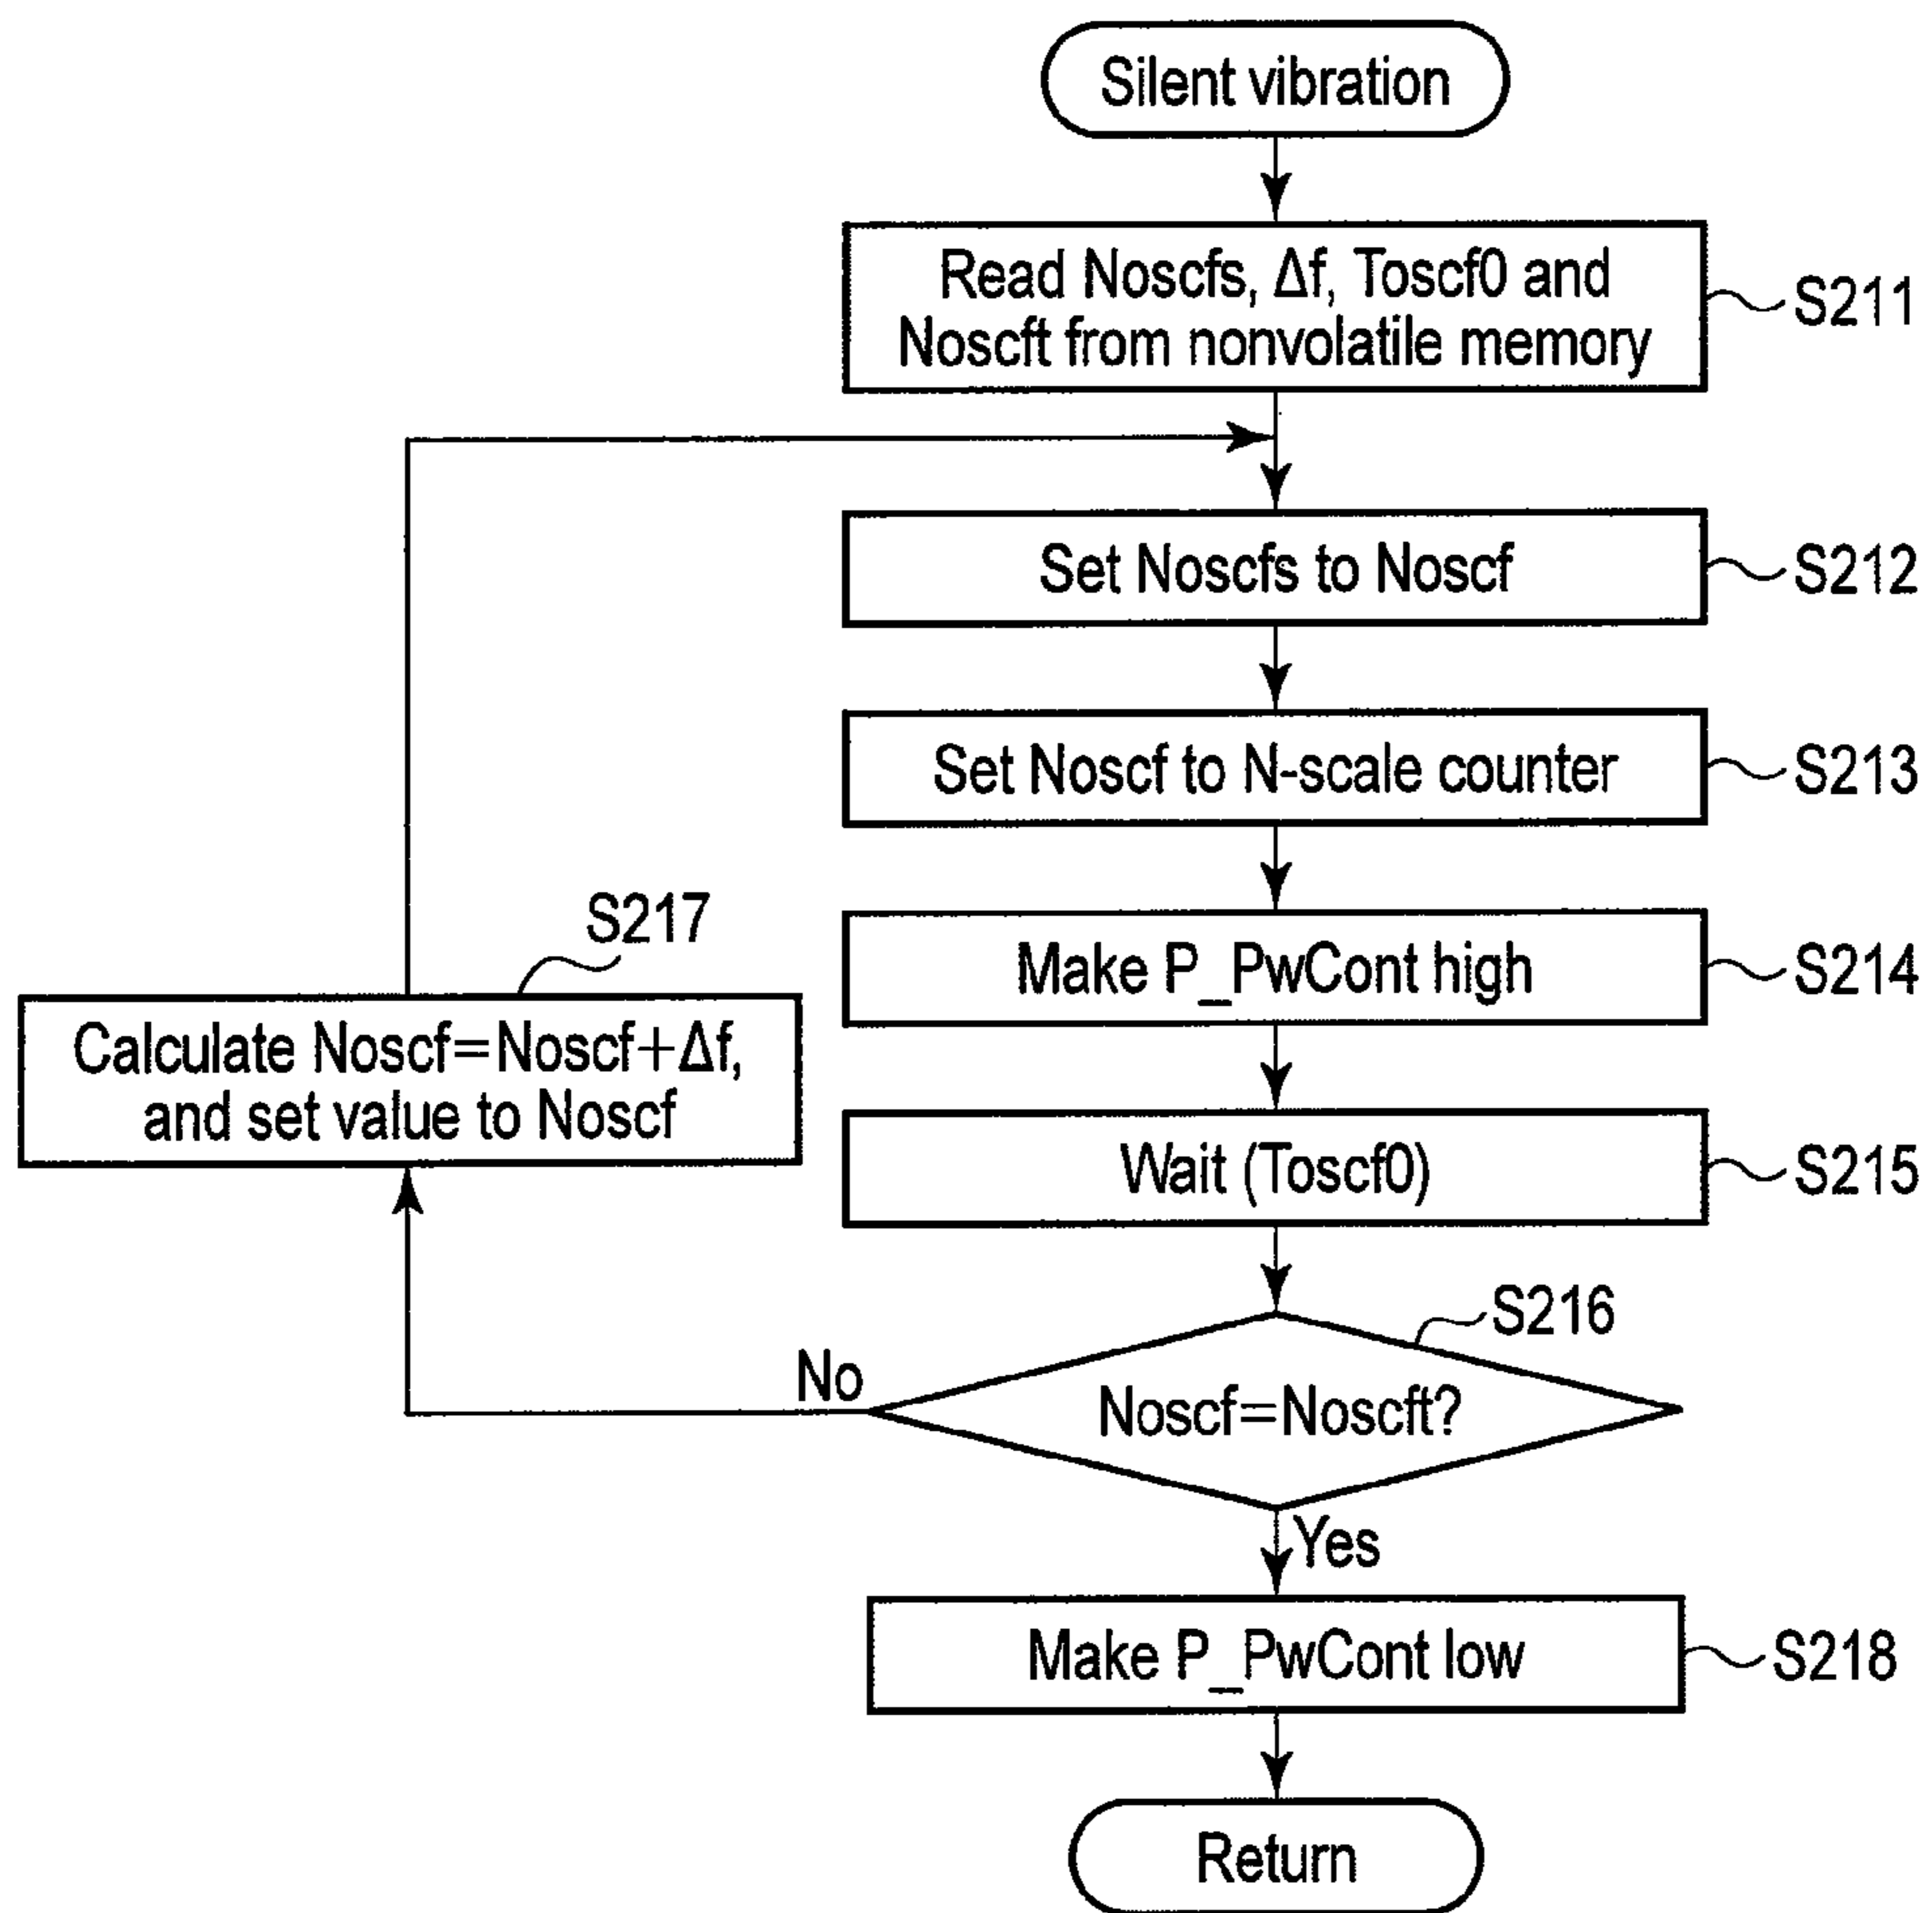 Silent vibration
Read Noscfs, Δf, Toscf0 and
Noscft from nonvolatile memory
S211
Set Noscfs to Noscf
S212
Set Noscf to N-scale counter
S213
Make P_PwCont high
S214
S217
Calculate Noscf=Noscf+Δf,
and set value to Noscf
Wait (Toscf0)
S215
S216
No
Noscf=Noscft?
Yes
Make P_PwCont low
S218
Return